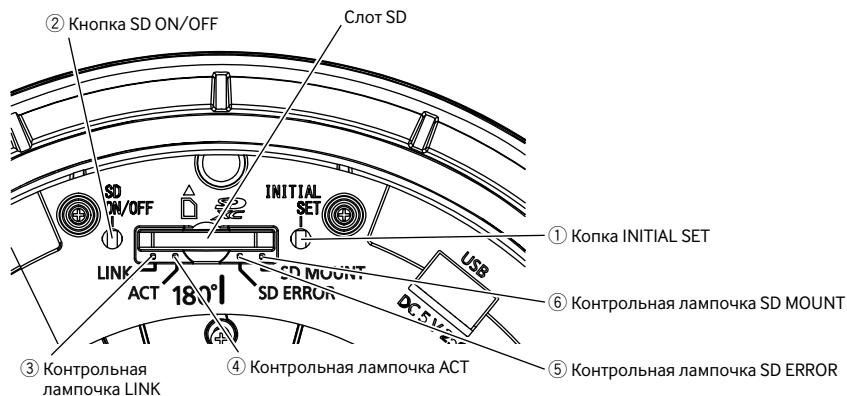 ② Кнопка SD ON/OFF
Слот SD
SD
ON/OFF
INITIAL
SET
① Копка INITIAL SET
USB
DC 5 V
LINK
SD MOUNT
ACT
180°
SD ERROR
⑥ Контрольная лампочка SD MOUNT
③ Контрольная
лампочка LINK
④ Контрольная лампочка ACT
⑤ Контрольная лампочка SD ERROR